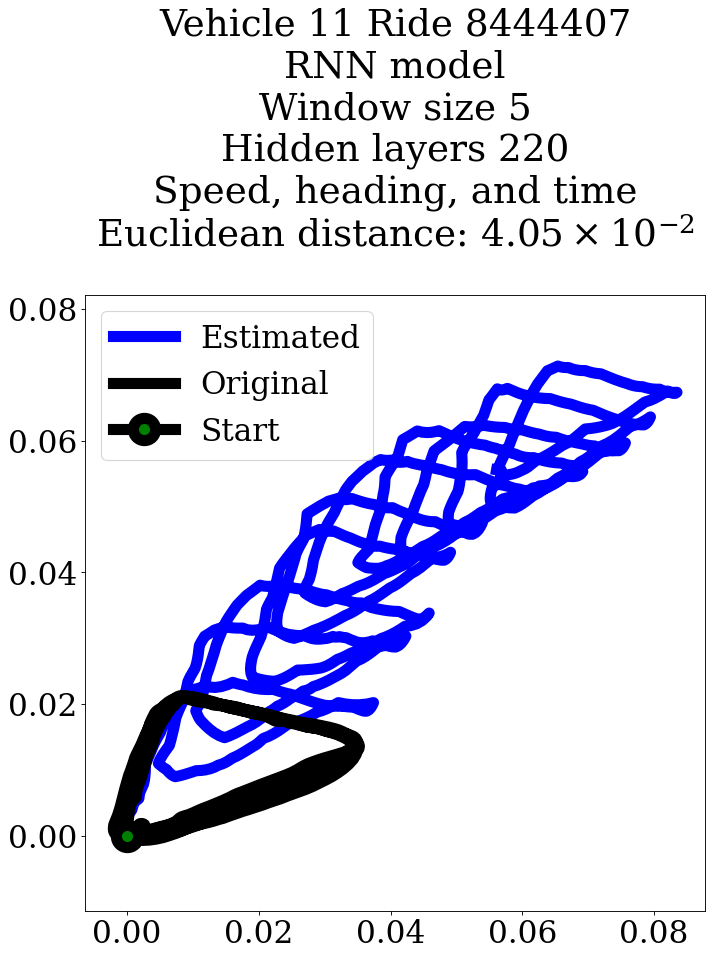 Vehicle 11 Ride 8444407
RNN model
Window size 5
Hidden layers 220
Speed, heading, and time
Euclidean distance: 4.05 × 10⁻²
0.08
0.06
0.04
0.02
0.00
Estimated
Original
Start
0.00 0.02 0.04 0.06 0.08